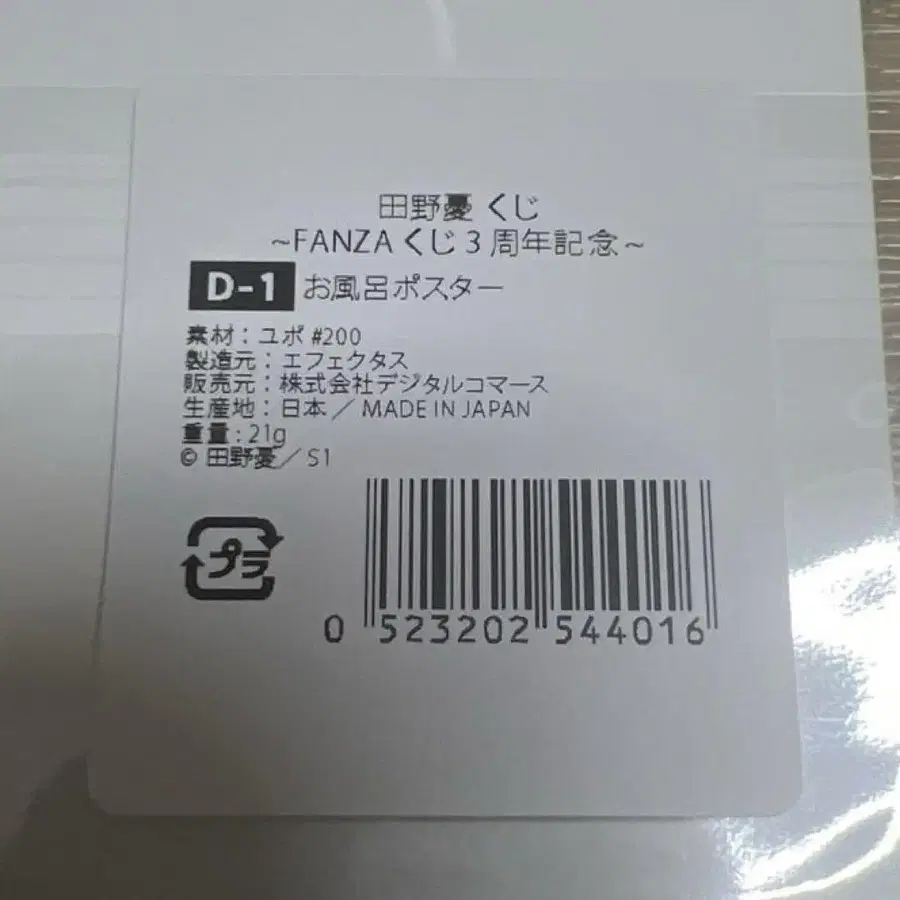 田野憂 くじ
~FANZA くじ 3 周年記念~
D-1 お風呂ポスター
素材：ユポ #200
製造元：エフェクタス
販売元：株式会社デジタルコマース
生産地：日本／ MADE IN JAPAN
重量：21g
© 田野憂／ S1
プラ
0 523202 544016